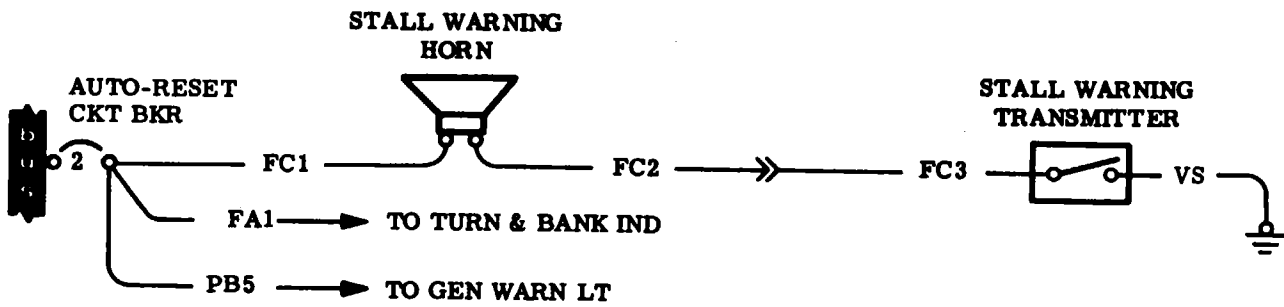 STALL WARNING
HORN
AUTO-RESET
CKT BKR
STALL WARNING
TRANSMITTER
BUS
2
FC1
FC2
FC3
VS
FA1
TO TURN & BANK IND
PB5
TO GEN WARN LT